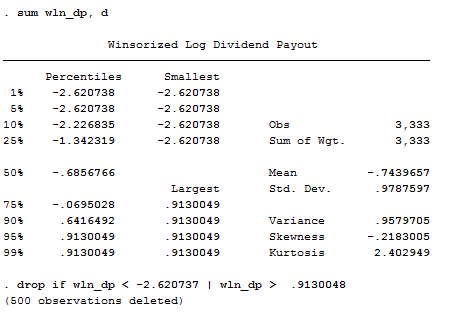 . sum wln_dp, d
Winsorized Log Dividend Payout
Percentiles Smallest
1% -2.620738 -2.620738
5% -2.620738 -2.620738
10% -2.226835 -2.620738 Obs 3,333
25% -1.342319 -2.620738 Sum of Wgt. 3,333
50% -.6856766 Mean -.7439657
Largest Std. Dev. .9787597
75% -.0695028 .9130049
90% .6416492 .9130049 Variance .9579705
95% .9130049 .9130049 Skewness -.2183005
99% .9130049 .9130049 Kurtosis 2.402949
. drop if wln_dp < -2.620737 | wln_dp > .9130048
(500 observations deleted)